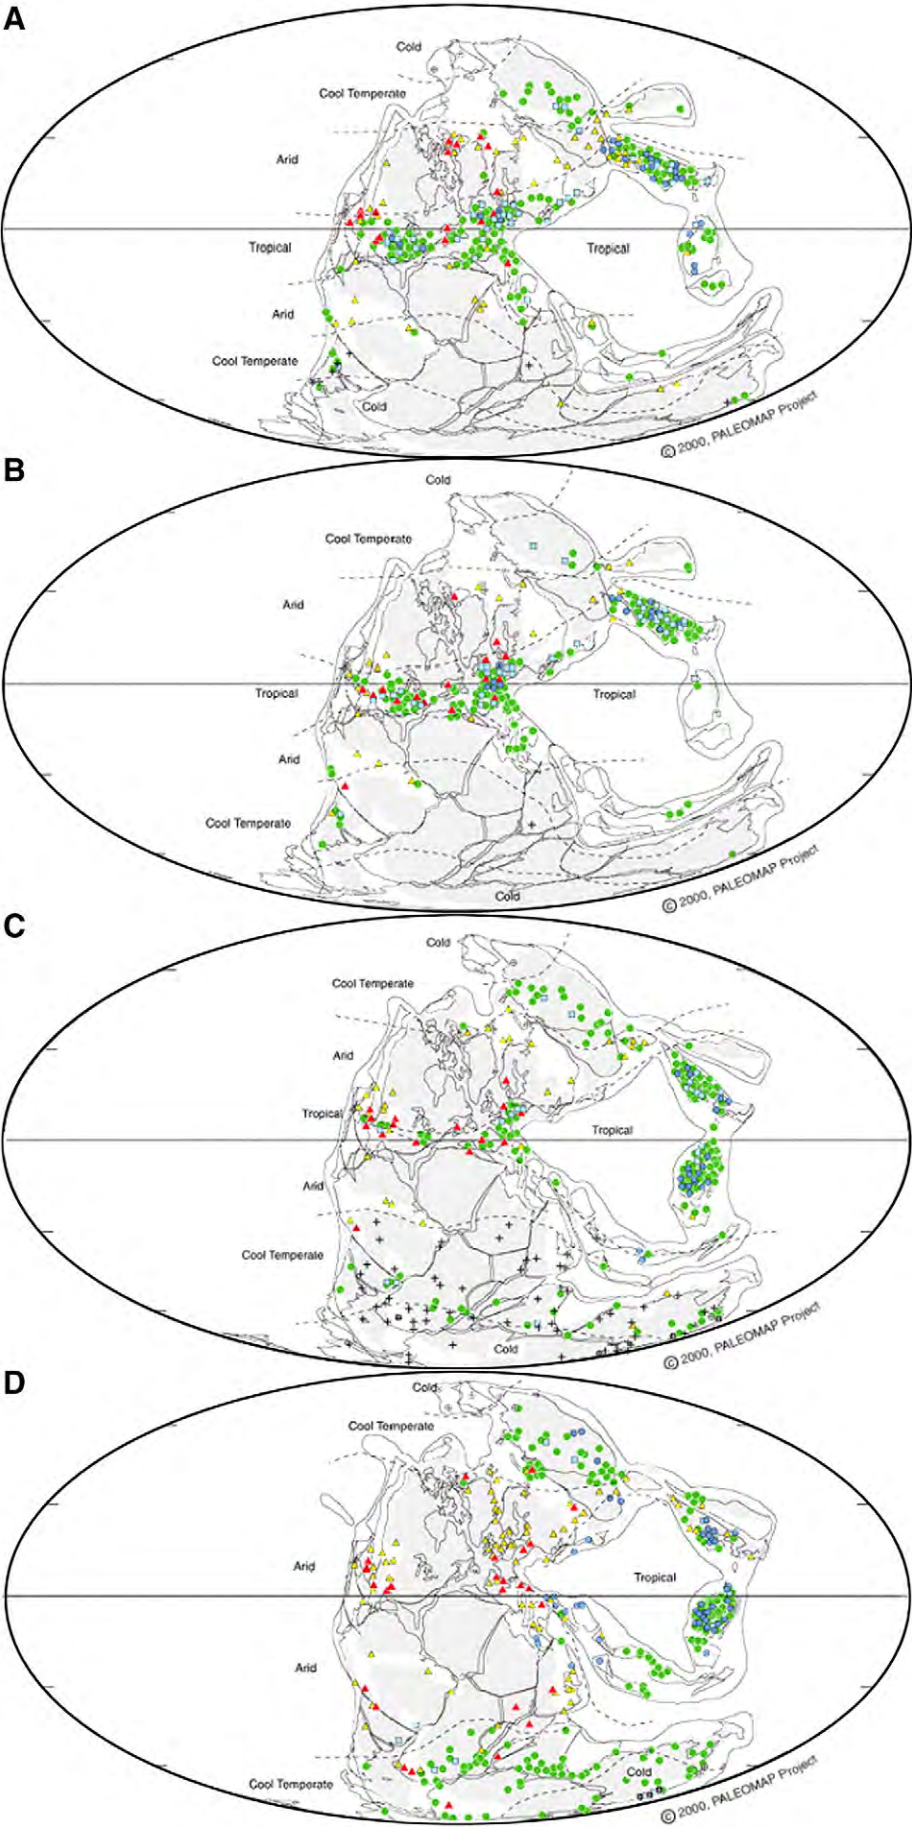 A
Cold
Cool Temperate
Arid
Tropical
Tropical
Arid
Cool Temperate
Cold
© 2000, PALEOMAP Project
B
Cold
Cool Temperate
Arid
Tropical
Tropical
Arid
Cool Temperate
Cold
© 2000, PALEOMAP Project
C
Cold
Cool Temperate
Arid
Tropical
Tropical
Arid
Cool Temperate
Cold
© 2000, PALEOMAP Project
D
Cold
Cool Temperate
Arid
Tropical
Arid
Cold
Cool Temperate
© 2000, PALEOMAP Project